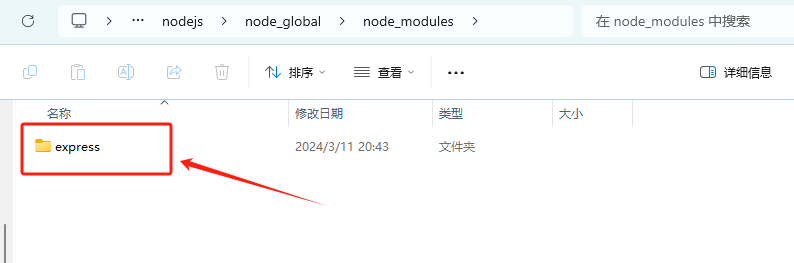 ··· > nodejs > node_global > node_modules > 在 node_modules 中搜索
排序 查看 ··· 详细信息
名称 修改日期 类型 大小
express 2024/3/11 20:43 文件夹